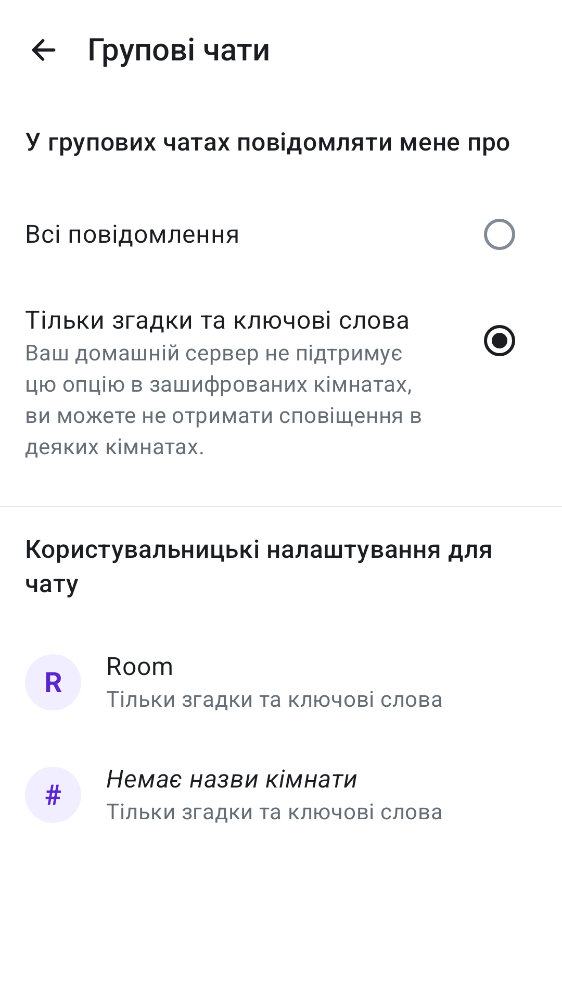 Групові чати
У групових чатах повідомляти мене про
Всі повідомлення
Тільки згадки та ключові слова
Ваш домашній сервер не підтримує
цю опцію в зашифрованих кімнатах,
ви можете не отримати сповіщення в
деяких кімнатах.
Користувальницькі налаштування для
чату
R
Room
Тільки згадки та ключові слова
#
Немає назви кімнати
Тільки згадки та ключові слова